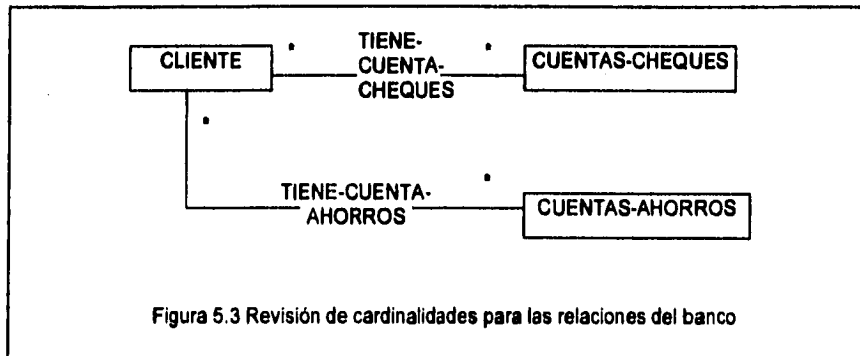 CLIENTE
*
TIENE-
CUENTA-
CHEQUES
*
CUENTAS-CHEQUES
*
TIENE-CUENTA-
AHORROS
*
CUENTAS-AHORROS
Figura 5.3 Revisión de cardinalidades para las relaciones del banco